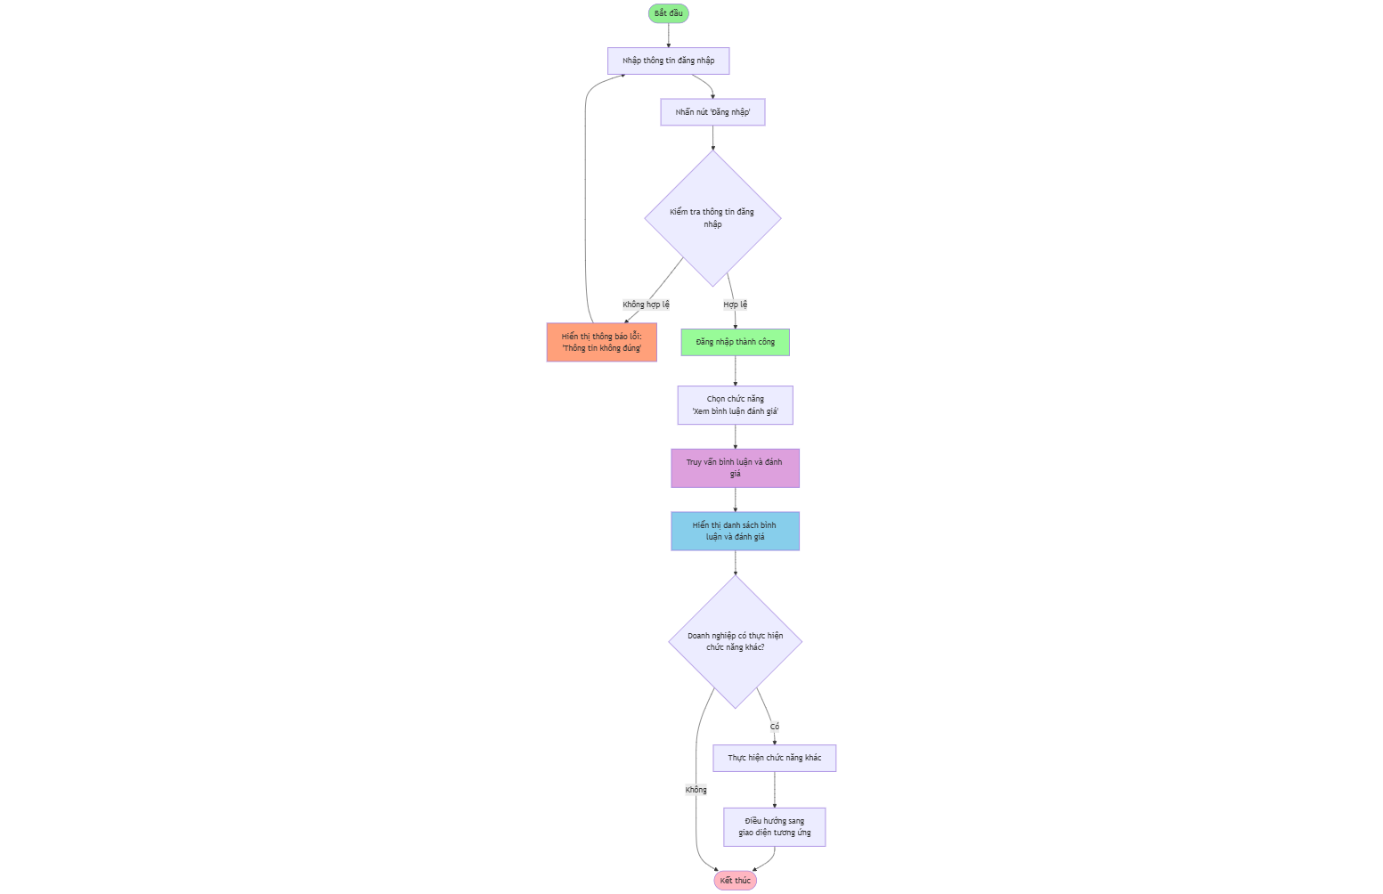 Bắt đầu
Nhập thông tin đăng nhập
Nhấn nút 'Đăng nhập'
Kiểm tra thông tin đăng
nhập
Không hợp lệ
Hợp lệ
Hiển thị thông báo lỗi:
'Thông tin không đúng'
Đăng nhập thành công
Chọn chức năng
'Xem bình luận đánh giá'
Truy vấn bình luận và đánh
giá
Hiển thị danh sách bình
luận và đánh giá
Doanh nghiệp có thực hiện
chức năng khác?
Có
Thực hiện chức năng khác
Không
Điều hướng sang
giao diện tương ứng
Kết thúc